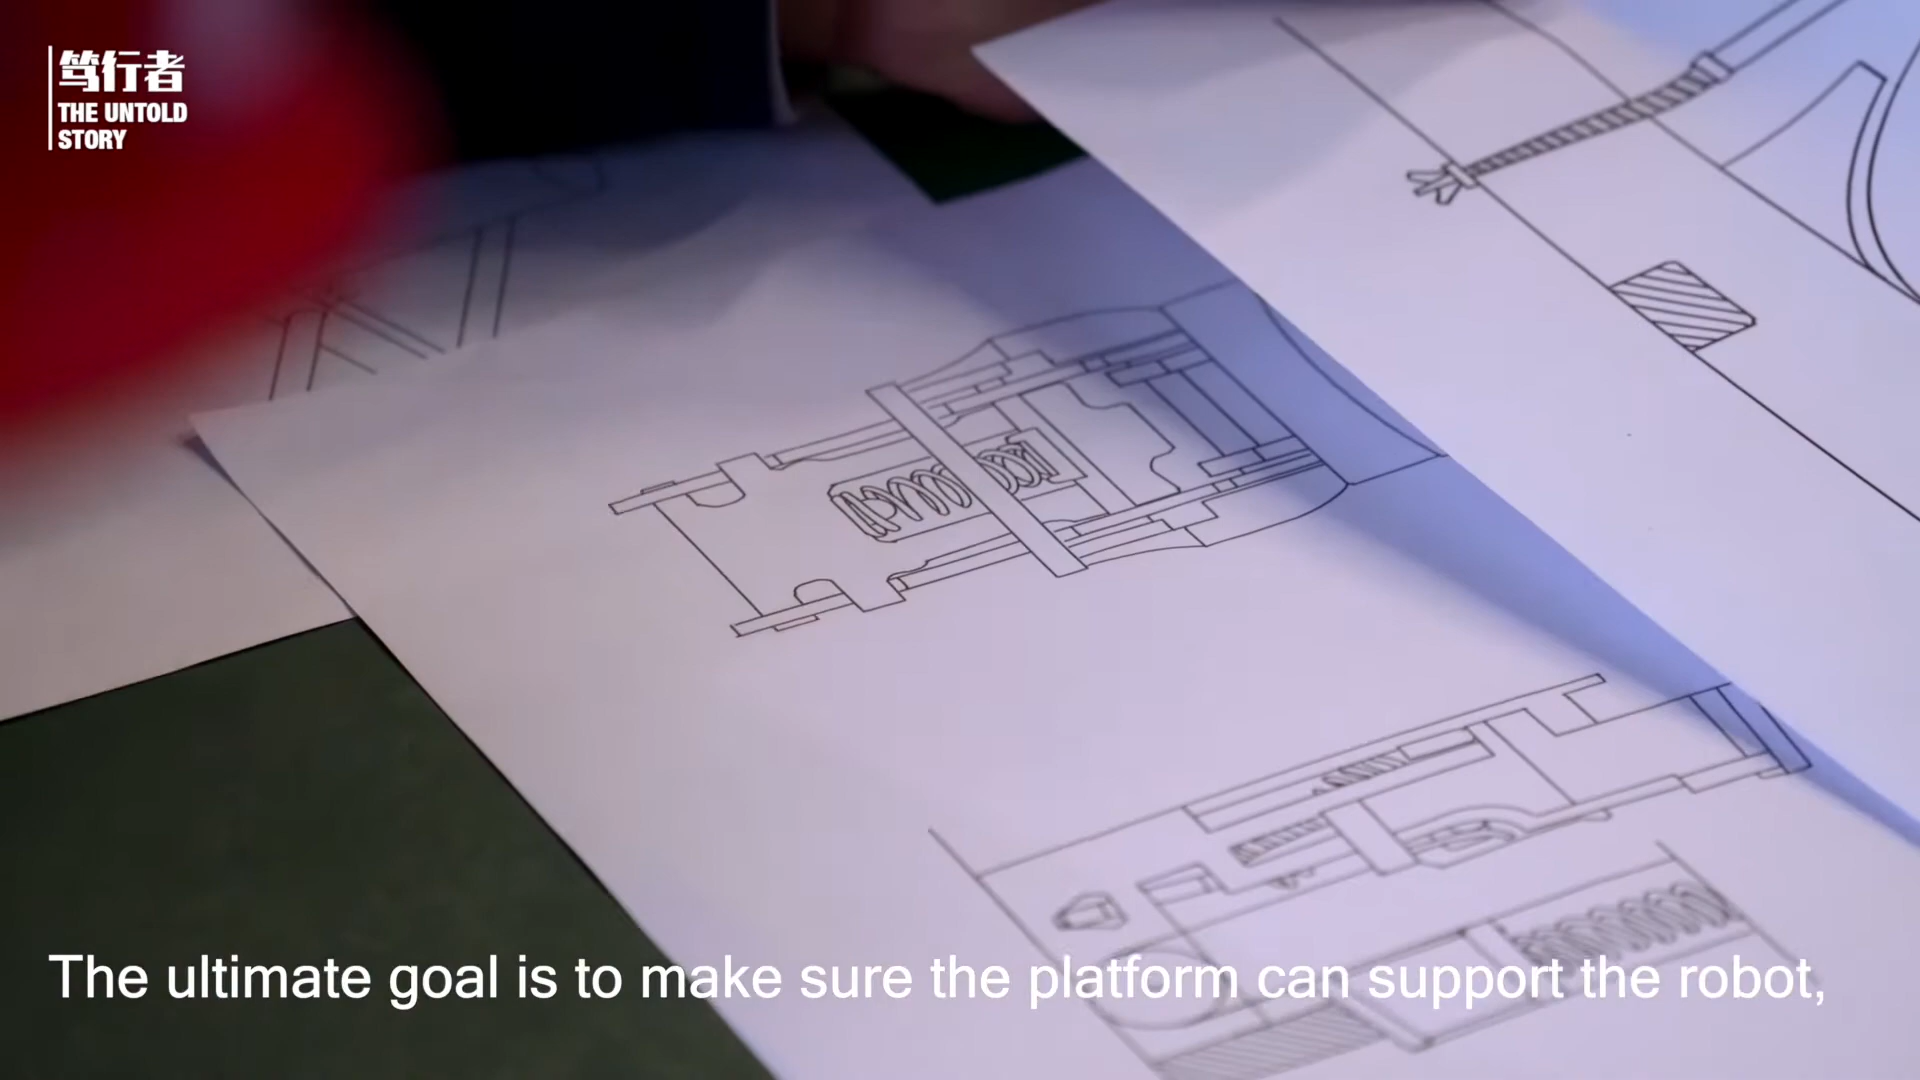 笃行者
THE UNTOLD
STORY
The ultimate goal is to make sure the platform can support the robot,